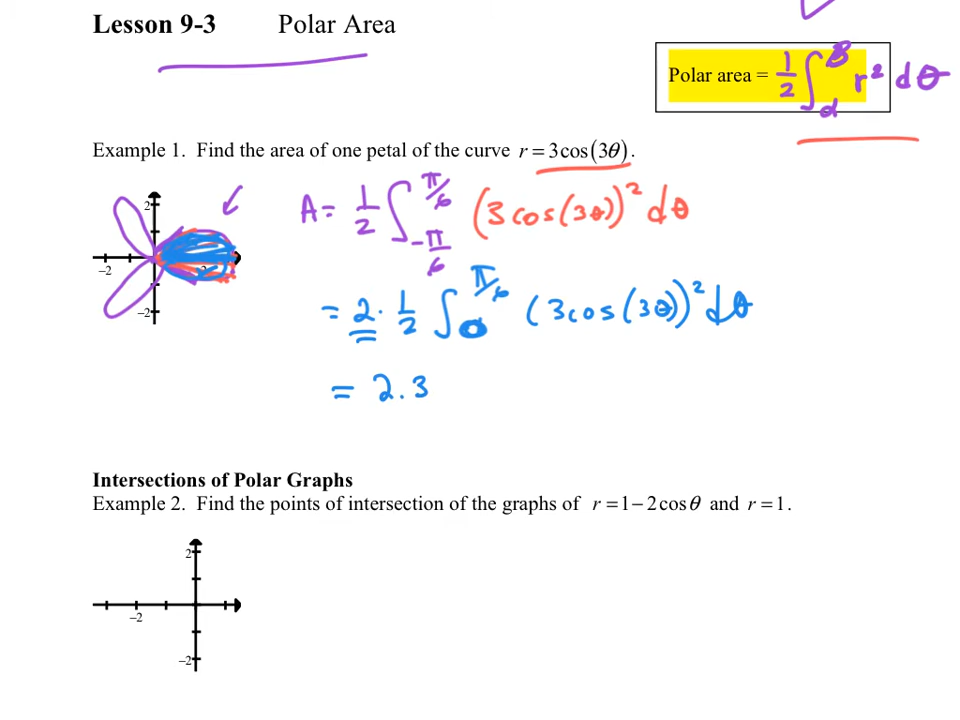 Lesson 9-3 Polar Area
Polar area = 1/2 ∫_α^β r² dθ
Example 1. Find the area of one petal of the curve r = 3cos(3θ).
2
-2
-2
A = 1/2 ∫_{-π/6}^{π/6} (3cos(3θ))² dθ
= 2 · 1/2 ∫_0^{π/6} (3cos(3θ))² dθ
= 2.3
Intersections of Polar Graphs
Example 2. Find the points of intersection of the graphs of r = 1 − 2cosθ and r = 1.
2
-2
-2